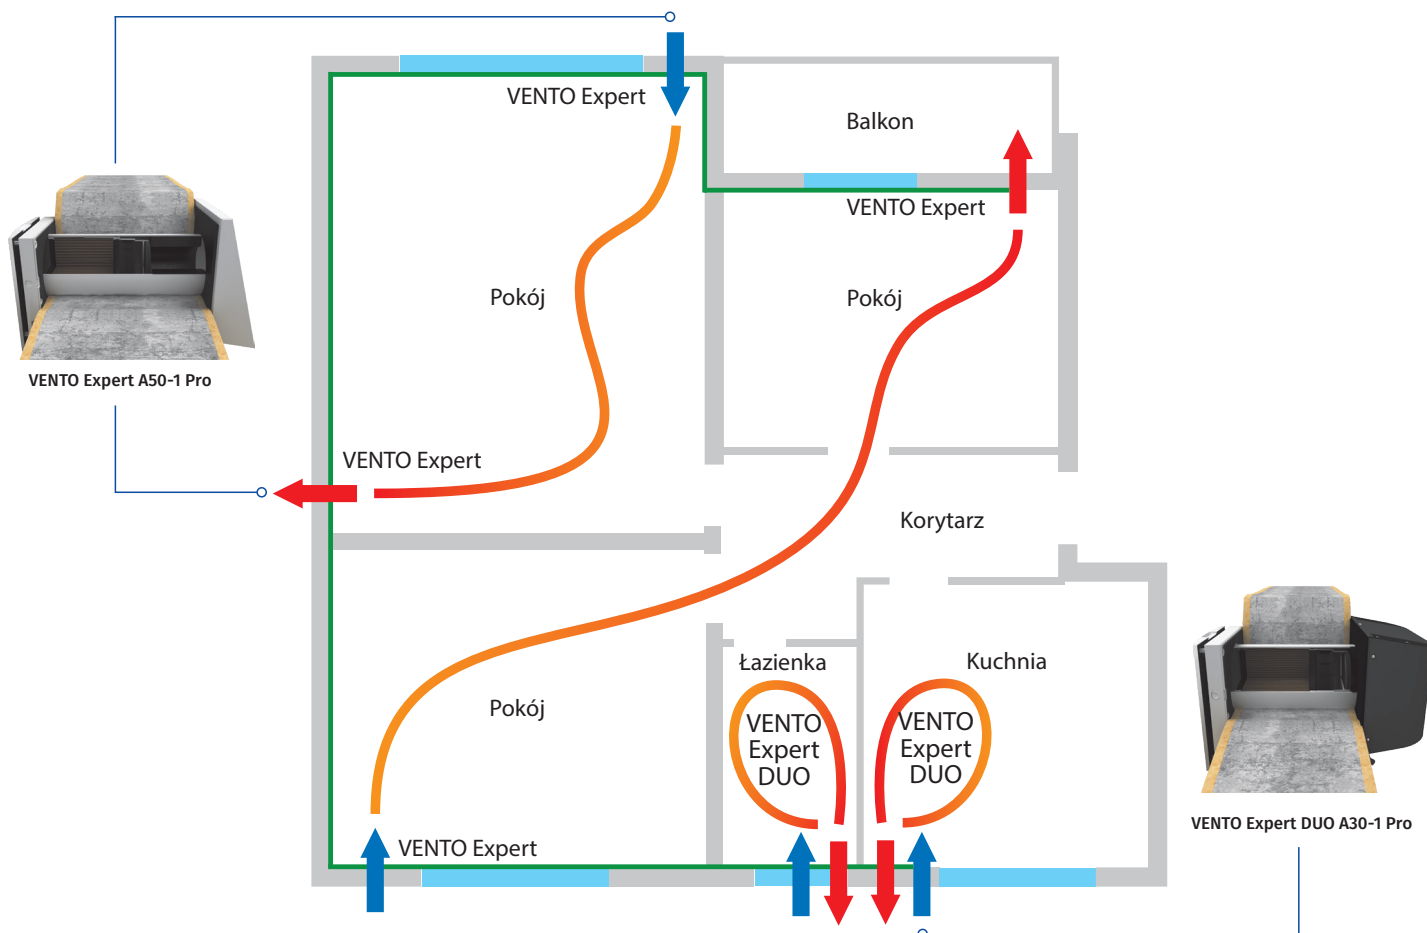 VENTO Expert
Balkon
VENTO Expert
Pokój
Pokój
VENTO Expert A50-1 Pro
VENTO Expert
Korytarz
Łazienka
Kuchnia
Pokój
VENTO
Expert
DUO
VENTO
Expert
DUO
VENTO Expert DUO A30-1 Pro
VENTO Expert